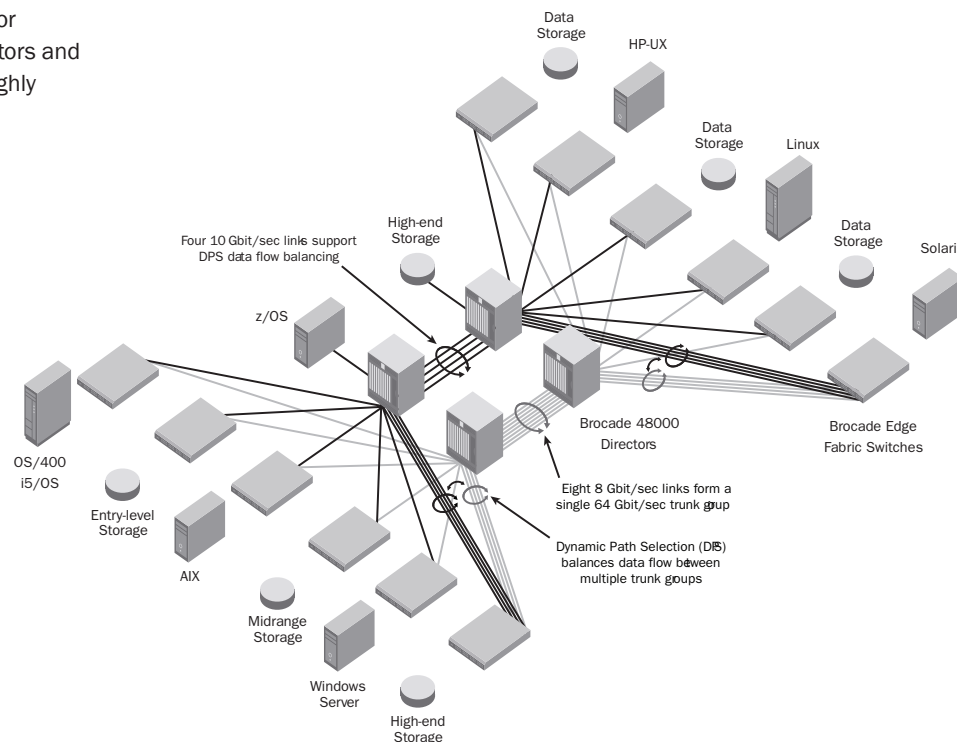 or
tors and
ghly
Data
Storage
HP-UX
Data
Storage
Linux
Data
Storage
Solari
High-end
Storage
Four 10 Gbit/sec links support
DPS data flow balancing
z/OS
OS/400
i5/OS
Entry-level
Storage
AIX
Midrange
Storage
Windows
Server
High-end
Storage
Brocade 48000
Directors
Brocade Edge
Fabric Switches
Eight 8 Gbit/sec links form a
single 64 Gbit/sec trunk group
Dynamic Path Selection (DPS)
balances data flow between
multiple trunk groups